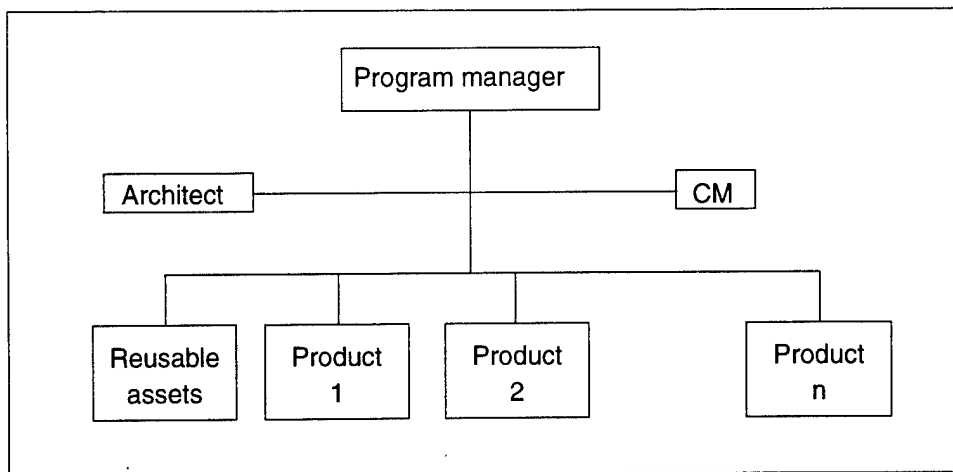 Program manager
Architect
CM
Reusable
assets
Product
1
Product
2
Product
n